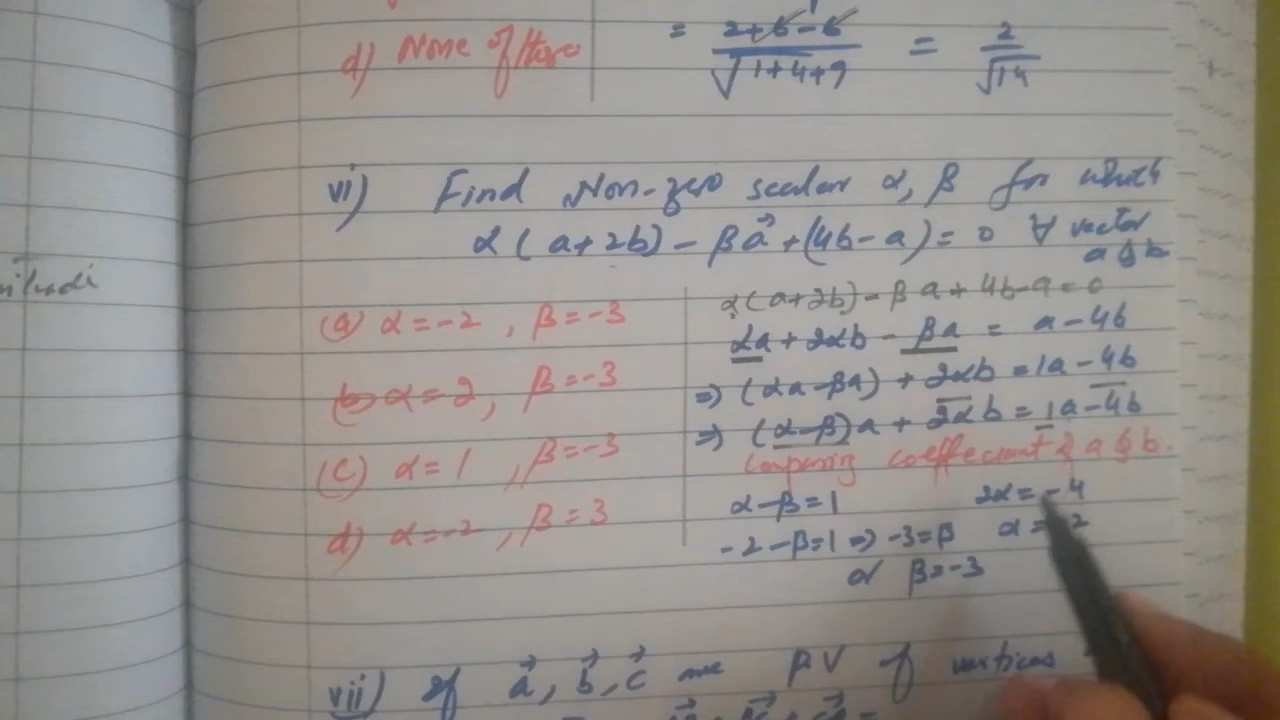 d) None of these
= 2+6-6 / √1+4+9 = 2 / √14
vi) Find Non-zero scalar α, β for which
α(a+2b) - βa⃗ + (4b-a) = 0 ∀ vector
a & b
(a) α=-2, β=-3
(b) α=2, β=-3
(c) α=1, β=-3
d) α=-2, β=3
α(a+2b) - βa + 4b-a=0
αa + 2αb - βa = a - 4b
⇒ (αa-βa) + 2αb = 1a - 4b
⇒ (α-β)a + 2αb = 1a-4b
Comparing coeffecient of a & b.
α-β=1
2α=-4
-2-β=1 ⇒ -3=β
α=-2
or β=-3
vii) If a⃗, b⃗, c⃗ are PV of vertices